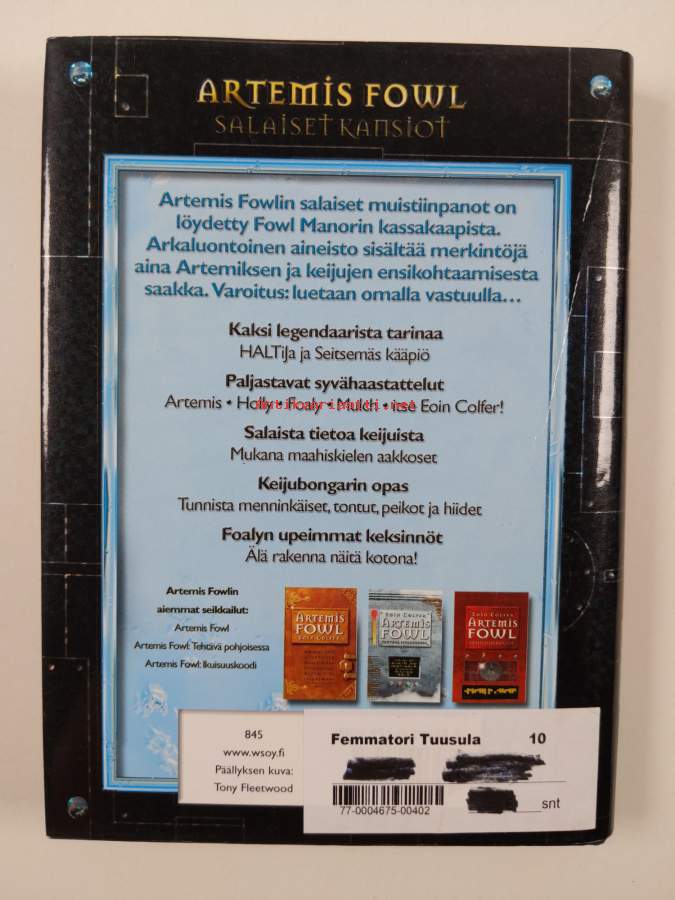 ARTEMIS FOWL
SALAISET KANSIOT
Artemis Fowlin salaiset muistiinpanot on
löydetty Fowl Manorin kassakaapista.
Arkaluontoinen aineisto sisältää merkintöjä
aina Artemiksen ja keijujen ensikohtaamisesta
saakka. Varoitus: luetaan omalla vastuulla...
Kaksi legendaarista tarinaa
HALTiJa ja Seitsemäs kääpiö
Paljastavat syvähaastattelut
Artemis • Holly • Foaly • Mulch • itse Eoin Colfer!
Salaista tietoa keijuista
Mukana maahiskielen aakkoset
Keijubongarin opas
Tunnista menninkäiset, tontut, peikot ja hiidet
Foalyn upeimmat keksinnöt
Älä rakenna näitä kotona!
Artemis Fowlin
aiemmat seikkailut:
Artemis Fowl
Artemis Fowl: Tehtävä pohjoisessa
Artemis Fowl: Ikuisuuskoodi
ARTEMIS
FOWL
EOIN COLFER
EOIN COLFER
ARTEMIS
FOWL
EOIN COLFER
ARTEMIS
FOWL
845
www.wsoy.fi
Päällyksen kuva:
Tony Fleetwood
Femmatori Tuusula 10
snt
77-0004675-00402